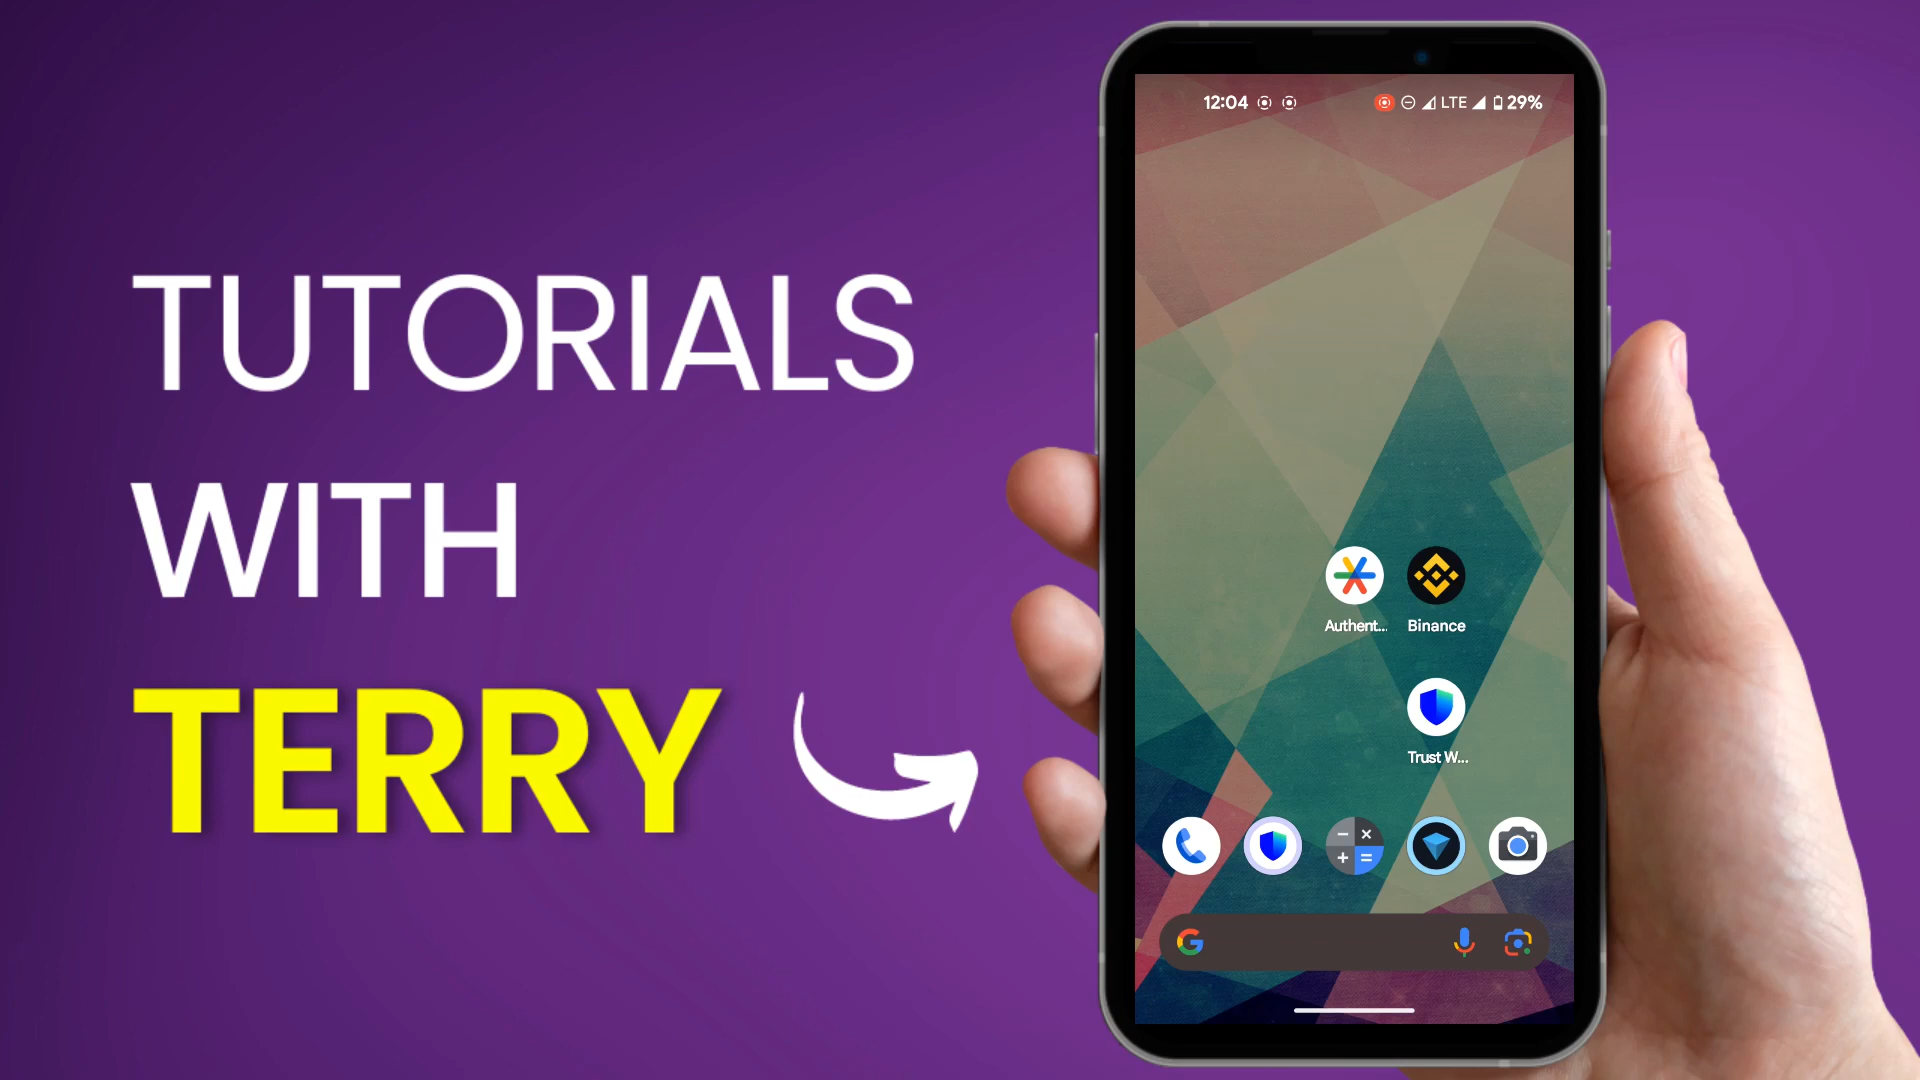 TUTORIALS
WITH
TERRY
12:04
LTE 29%
Authent...
Binance
Trust W...